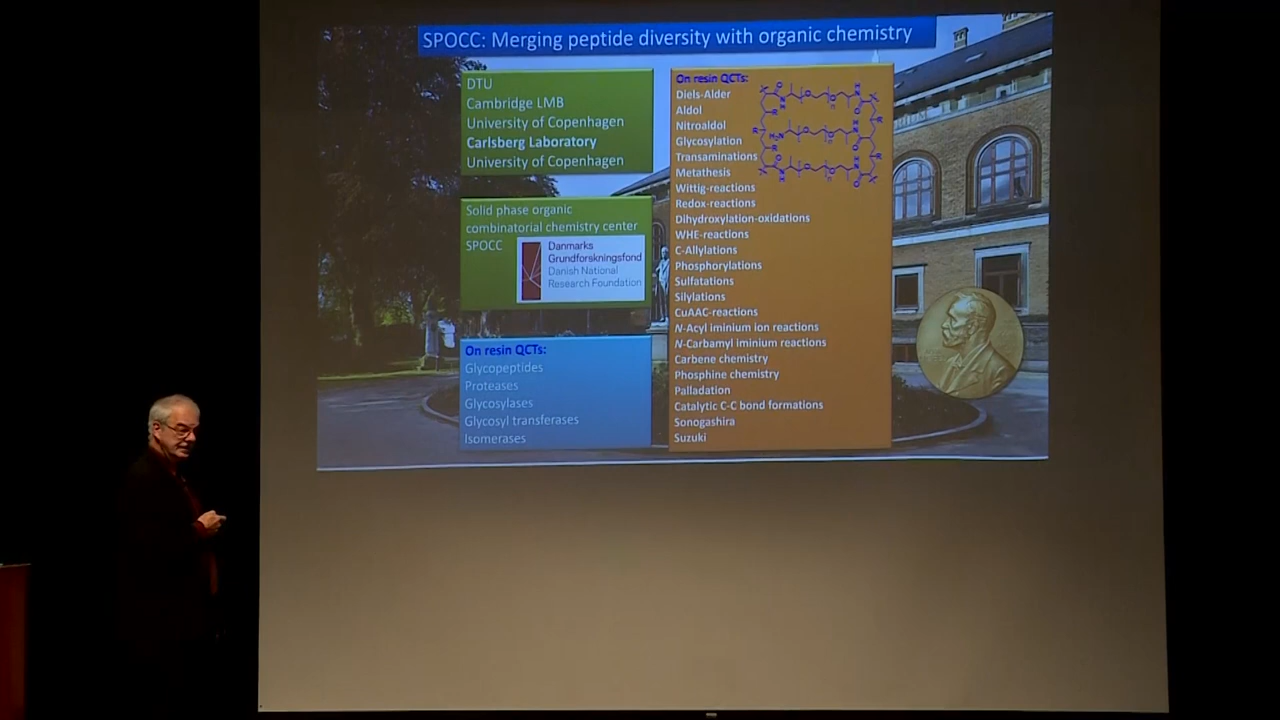 SPOCC: Merging peptide diversity with organic chemistry
DTU
Cambridge LMB
University of Copenhagen
Carlsberg Laboratory
University of Copenhagen
Solid phase organic
combinatorial chemistry center
SPOCC
Danmarks
Grundforskningsfond
Danish National
Research Foundation
On resin QCTs:
Glycopeptides
Proteases
Glycosylases
Glycosyl transferases
Isomerases
On resin QCTs:
Diels-Alder
Aldol
Nitroaldol
Glycosylation
Transaminations
Metathesis
Wittig-reactions
Redox-reactions
Dihydroxylation-oxidations
WHE-reactions
C-Allylations
Phosphorylations
Sulfatations
Silylations
CuAAC-reactions
N-Acyl iminium ion reactions
N-Carbamyl iminium reactions
Carbene chemistry
Phosphine chemistry
Palladation
Catalytic C-C bond formations
Sonogashira
Suzuki